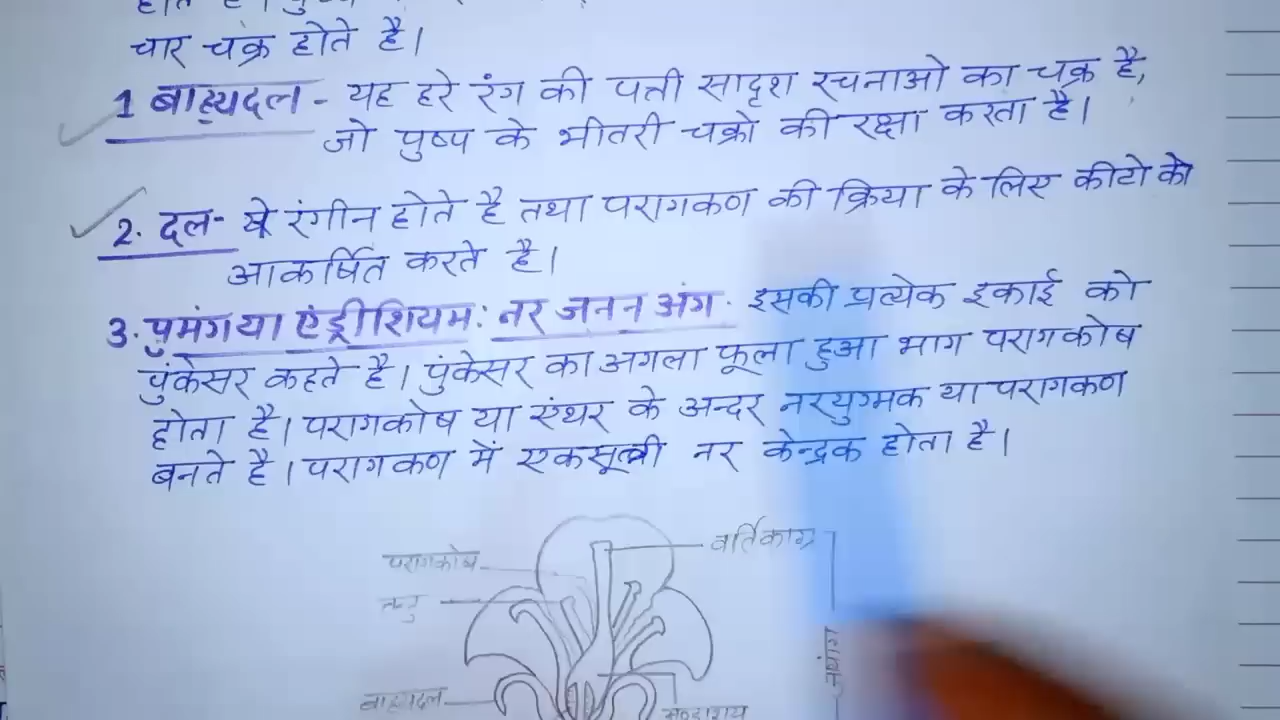 चार चक्र होते है।
1 बाह्यदल - यह हरे रंग की पत्ती सादृश रचनाओ का चक्र है,
जो पुष्प के भीतरी चक्रो की रक्षा करता है।
2. दल- ये रंगीन होते है तथा परागकण की क्रिया के लिए कीटो को
आकर्षित करते है।
3. पुमंग या एंड्रीशियम: नर जनन अंग. इसकी प्रत्येक इकाई को
पुंकेसर कहते है। पुंकेसर का अगला फूला हुआ भाग परागकोष
होता है। परागकोष या एंथर के अन्दर नरयुग्मक या परागकण
बनते है। परागकण में एकसूत्री नर केन्द्रक होता है।
वर्तिकाग्र
परागकोष
तन्तु
जायांग
बाह्यदल
अण्डाशय